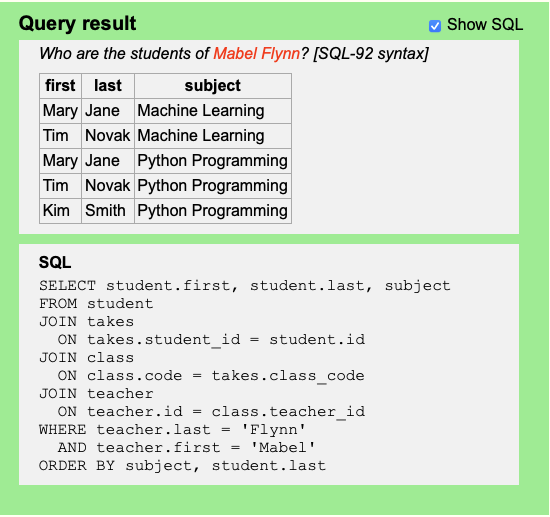 Query result
Show SQL
Who are the students of Mabel Flynn? [SQL-92 syntax]
first last subject
Mary Jane Machine Learning
Tim Novak Machine Learning
Mary Jane Python Programming
Tim Novak Python Programming
Kim Smith Python Programming
SQL
SELECT student.first, student.last, subject
FROM student
JOIN takes
  ON takes.student_id = student.id
JOIN class
  ON class.code = takes.class_code
JOIN teacher
  ON teacher.id = class.teacher_id
WHERE teacher.last = 'Flynn'
  AND teacher.first = 'Mabel'
ORDER BY subject, student.last